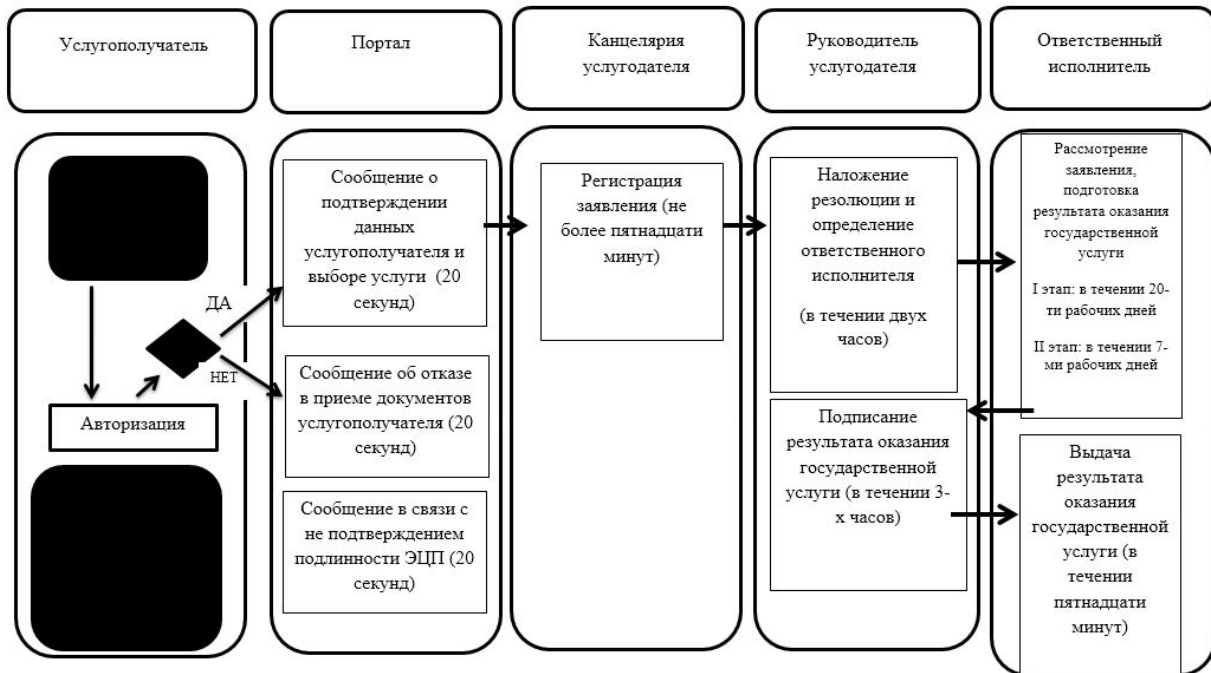 Услугополучатель
Портал
Канцелярия
услугодателя
Руководитель
услугодателя
Ответственный
исполнитель
ДА
НЕТ
Авторизация
Сообщение о
подтверждении
данных
услугополучателя и
выборе услуги (20
секунд)
Сообщение об отказе
в приеме документов
услугополучателя (20
секунд)
Сообщение в связи с
не подтверждением
подлинности ЭЦП (20
секунд)
Регистрация
заявления (не
более пятнадцати
минут)
Наложение
резолюции и
определение
ответственного
исполнителя
(в течении двух
часов)
Подписание
результата оказания
государственной
услуги (в течении 3-
х часов)
Рассмотрение
заявления,
подготовка
результата оказания
государственной
услуги
I этап: в течении 20-
ти рабочих дней
II этап: в течении 7-
ми рабочих дней
Выдача
результата
оказания
государственной
услуги (в
течении
пятнадцати
минут)